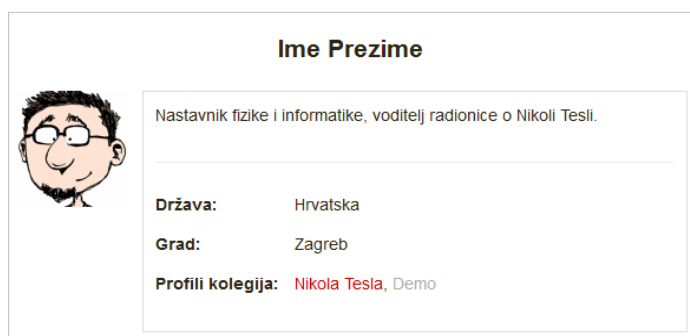 Ime Prezime
Nastavnik fizike i informatike, voditelj radionice o Nikoli Tesli.
Država: Hrvatska
Grad: Zagreb
Profili kolegija: Nikola Tesla, Demo